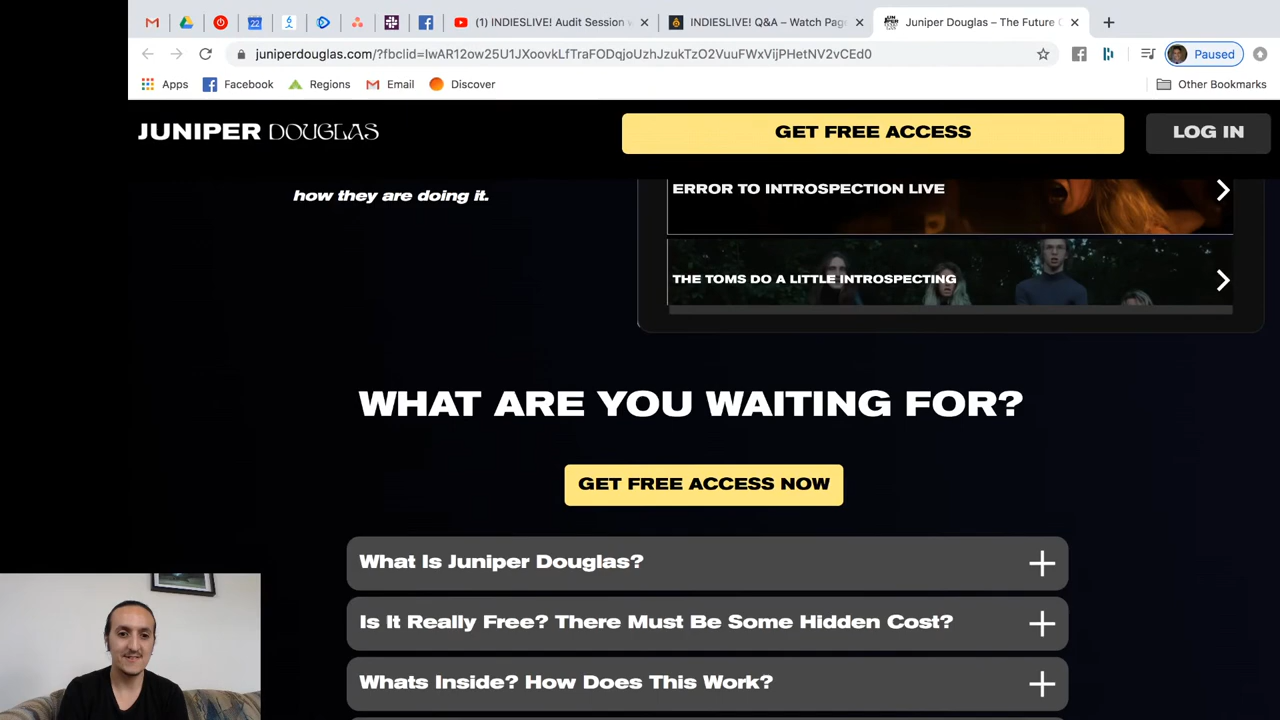 (1) INDIESLIVE! Audit Session
INDIESLIVE! Q&A – Watch Pag
Juniper Douglas – The Future
22
6
juniperdouglas.com/?fbclid=IwAR12ow25U1JXoovkLfTraFODqjoUzhJzukTzO2VuuFWxVijPHetNV2vCEd0
Paused
Apps
Facebook
Regions
Email
Discover
Other Bookmarks
JUNIPER DOUGLAS
GET FREE ACCESS
LOG IN
how they are doing it.
ERROR TO INTROSPECTION LIVE
THE TOMS DO A LITTLE INTROSPECTING
WHAT ARE YOU WAITING FOR?
GET FREE ACCESS NOW
What Is Juniper Douglas?
Is It Really Free? There Must Be Some Hidden Cost?
Whats Inside? How Does This Work?